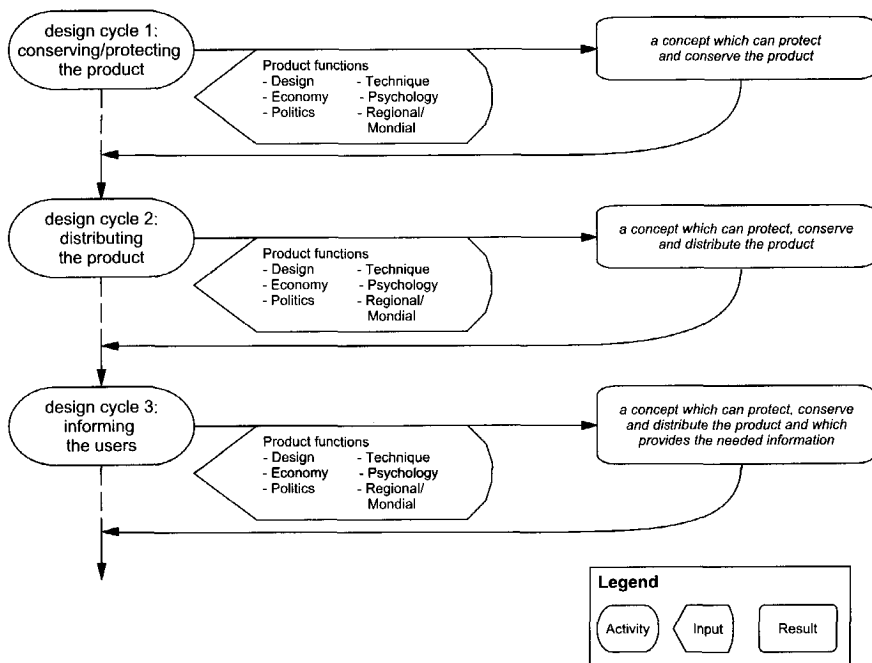 design cycle 1:
conserving/protecting
the product
Product functions
- Design - Technique
- Economy - Psychology
- Politics - Regional/
Mondial
a concept which can protect
and conserve the product
design cycle 2:
distributing
the product
Product functions
- Design - Technique
- Economy - Psychology
- Politics - Regional/
Mondial
a concept which can protect, conserve
and distribute the product
design cycle 3:
informing
the users
Product functions
- Design - Technique
- Economy - Psychology
- Politics - Regional/
Mondial
a concept which can protect, conserve
and distribute the product and which
provides the needed information
Legend
Activity Input Result